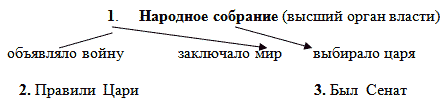 1. Народное собрание (высший орган власти)
объявляло войну заключало мир выбирало царя
2. Правили Цари 3. Был Сенат